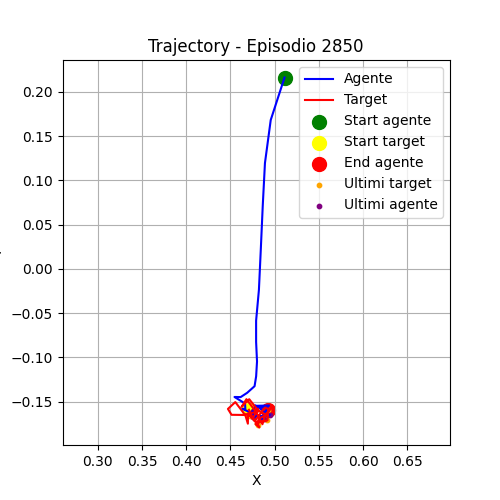 Trajectory - Episodio 2850
Agente
Target
Start agente
Start target
End agente
Ultimi target
Ultimi agente
0.20
0.15
0.10
0.05
0.00
−0.05
−0.10
−0.15
0.30 0.35 0.40 0.45 0.50 0.55 0.60 0.65
X